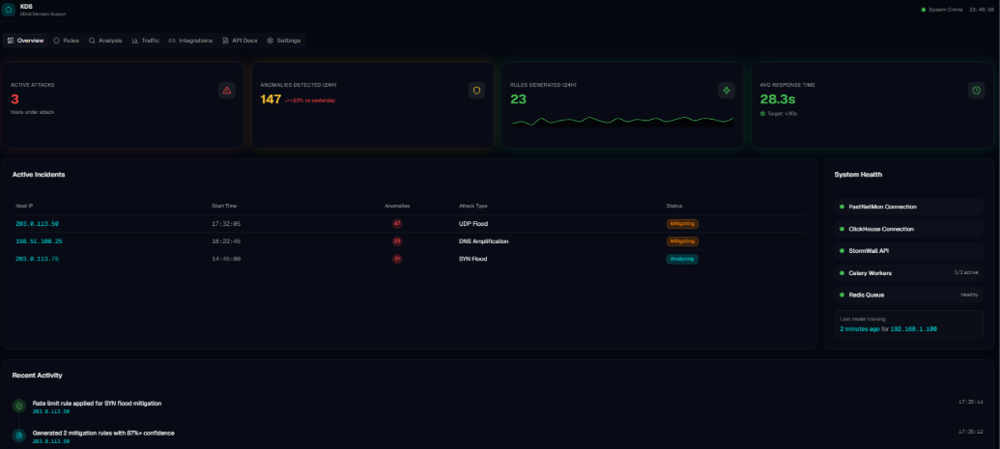 KDS
DDoS Decision Support
System Online 23:48:58
Overview Rules Analysis Traffic Integrations API Docs Settings
ACTIVE ATTACKS
3
hosts under attack
ANOMALIES DETECTED (24H)
147 +23% vs yesterday
RULES GENERATED (24H)
23
AVG RESPONSE TIME
28.3s
Target: <30s
Active Incidents
Host IP Start Time Anomalies Attack Type Status
203.0.113.50 17:32:05 47 UDP Flood Mitigating
198.51.100.25 16:22:45 23 DNS Amplification Mitigating
203.0.113.75 14:45:00 31 SYN Flood Analyzing
System Health
FastNetMon Connection
ClickHouse Connection
StormWall API
Celery Workers active
Redis Queue healthy
Last model training
2 minutes ago for 192.168.1.100
Recent Activity
Rate limit rule applied for SYN flood mitigation 17:35:14
203.0.113.50
Generated 2 mitigation rules with 87%+ confidence 17:35:12
203.0.113.50